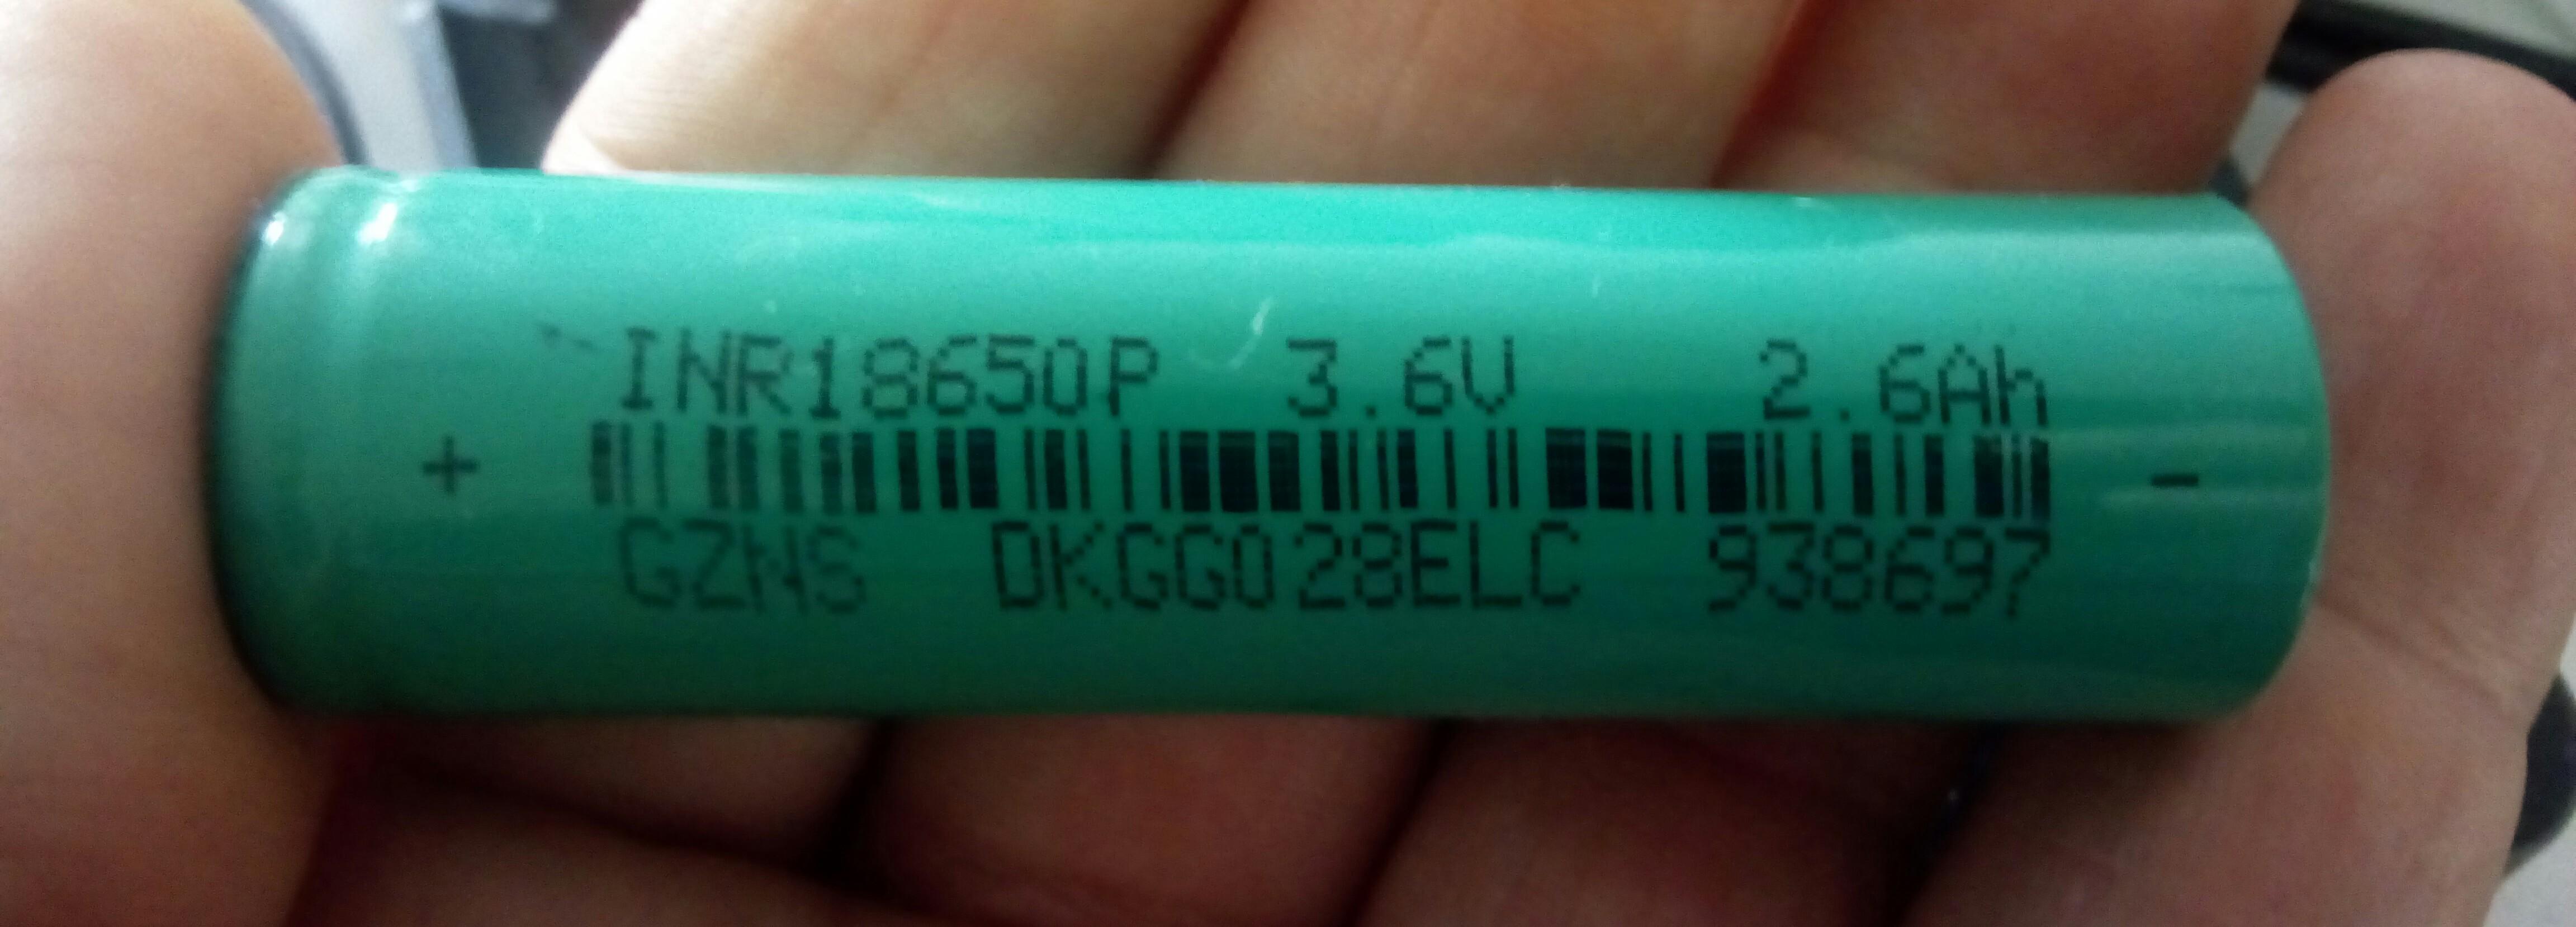 INR18650P 3.6V 2.6Ah
+ -
GZNS DKGG028ELC 938697